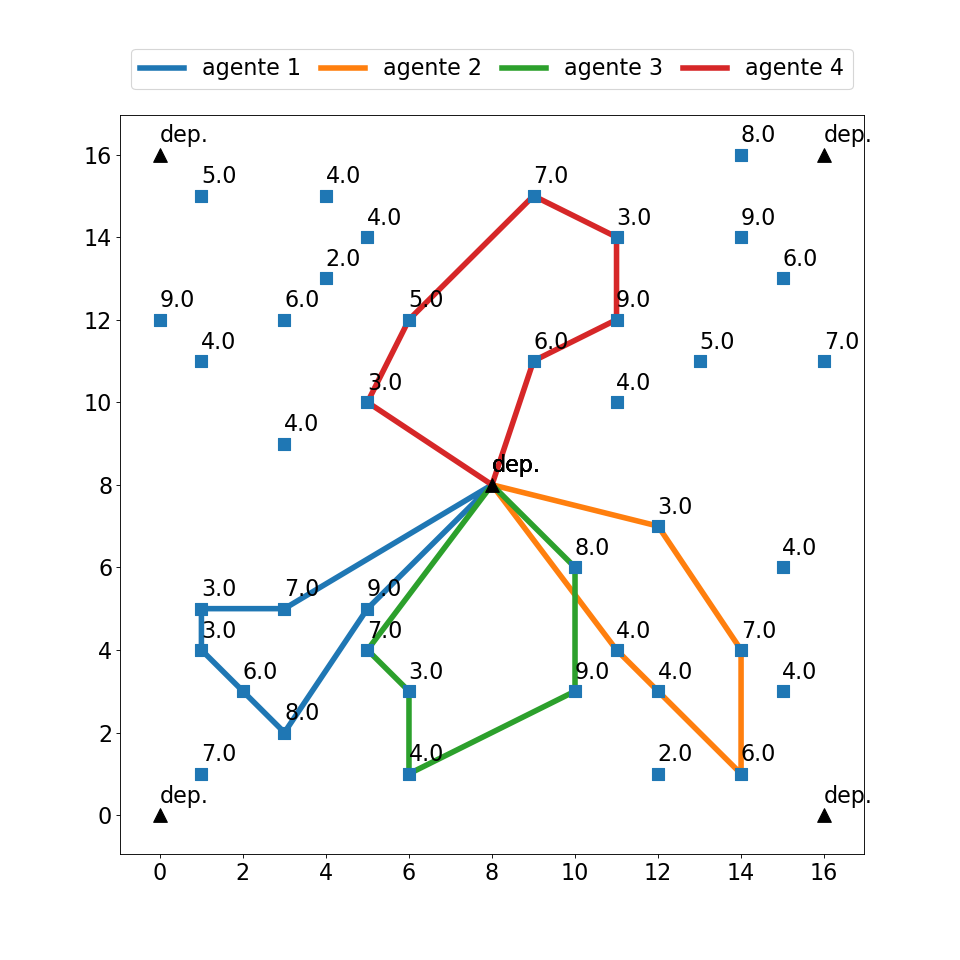 agente 1 agente 2 agente 3 agente 4
dep. 8.0 dep.
16
5.0 4.0 7.0
4.0 3.0 9.0
14
2.0 6.0
9.0 6.0 5.0 9.0
12
4.0 6.0 5.0 7.0
3.0 4.0
10
4.0
dep.
8
3.0
8.0 4.0
6
3.0 7.0 9.0
3.0 7.0 4.0 7.0
4
6.0 3.0 9.0 4.0 4.0
8.0
2
7.0 4.0 2.0 6.0
dep. dep.
0
0 2 4 6 8 10 12 14 16